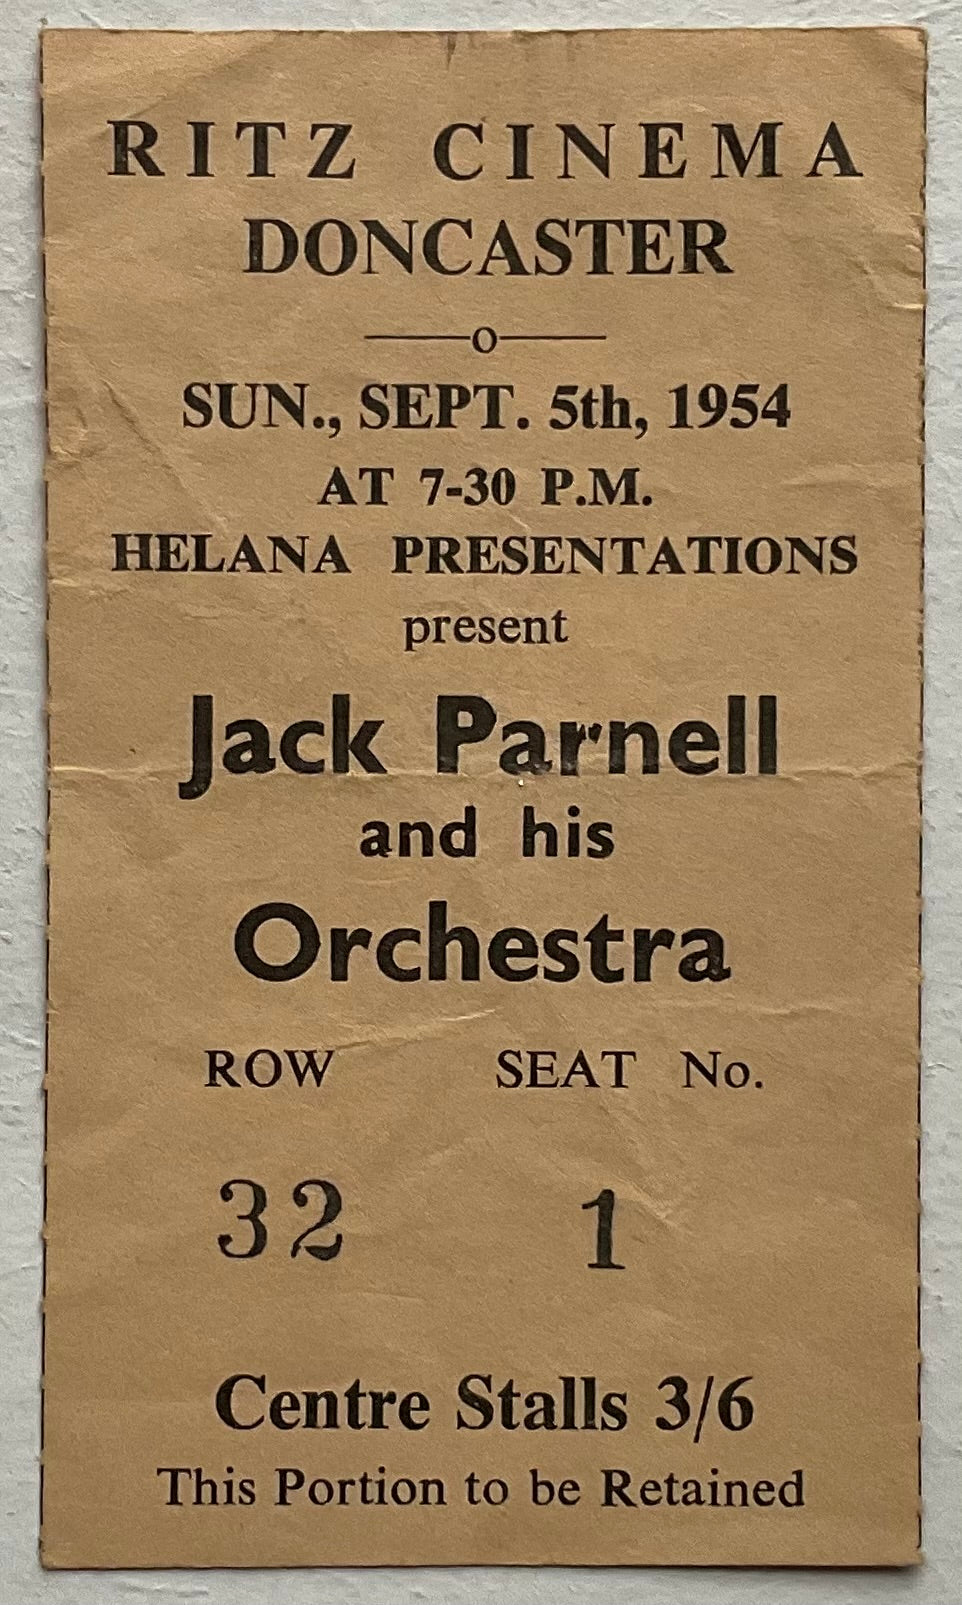 RITZ CINEMA
DONCASTER
—o—
SUN., SEPT. 5th, 1954
AT 7-30 P.M.
HELANA PRESENTATIONS
present
Jack Parnell
and his
Orchestra
ROW SEAT No.
32 1
Centre Stalls 3/6
This Portion to be Retained